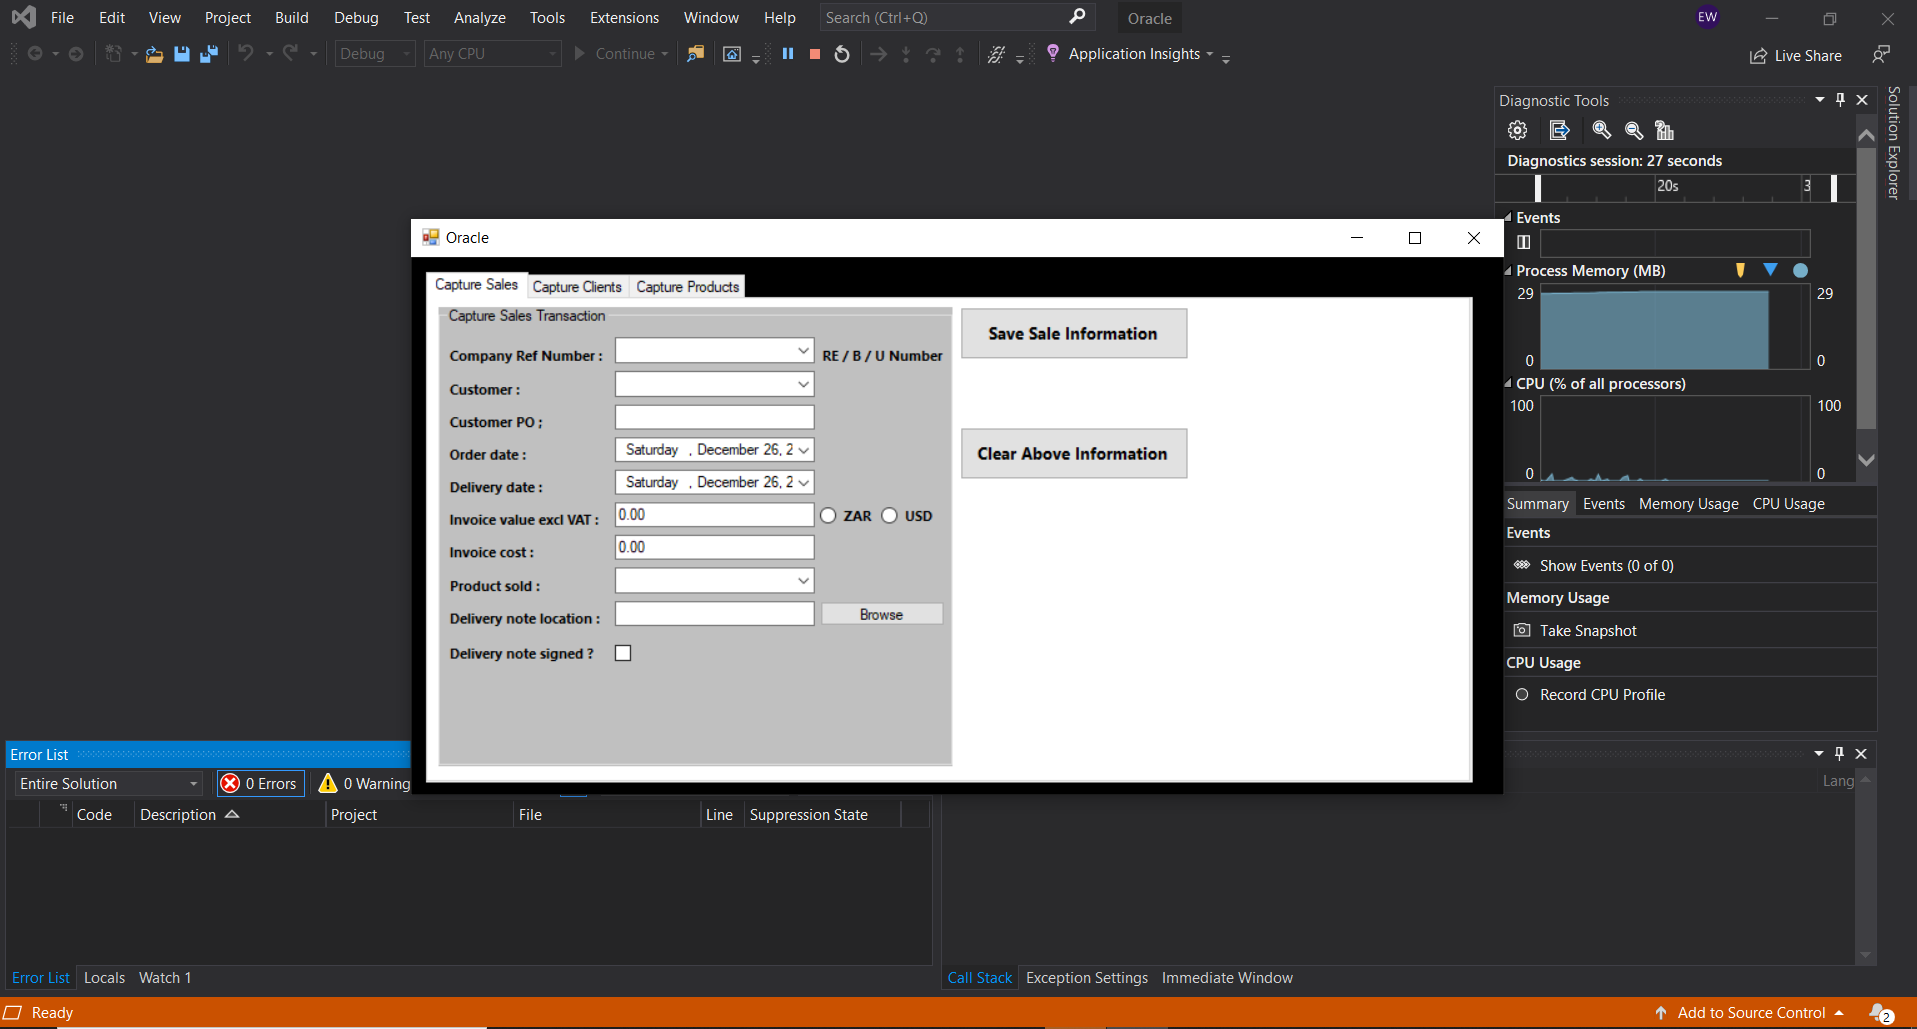 File Edit View Project Build Debug Test Analyze Tools Extensions Window Help Search (Ctrl+Q) Oracle EW
Debug Any CPU Continue Application Insights Live Share
Diagnostic Tools
Solution Explorer
Diagnostics session: 27 seconds
20s 3
Events
Process Memory (MB)
29 29
0 0
CPU (% of all processors)
100 100
0 0
Summary Events Memory Usage CPU Usage
Events
Show Events (0 of 0)
Memory Usage
Take Snapshot
CPU Usage
Record CPU Profile
Oracle
Capture Sales Capture Clients Capture Products
Capture Sales Transaction
Company Ref Number : RE / B / U Number
Customer :
Customer PO ;
Order date : Saturday , December 26, 2
Delivery date : Saturday , December 26, 2
Invoice value excl VAT : 0.00 ZAR USD
Invoice cost : 0.00
Product sold :
Delivery note location : Browse
Delivery note signed ?
Save Sale Information
Clear Above Information
Error List
Entire Solution 0 Errors 0 Warning
Code Description Project File Line Suppression State
Lang
Error List Locals Watch 1
Call Stack Exception Settings Immediate Window
Ready Add to Source Control 2